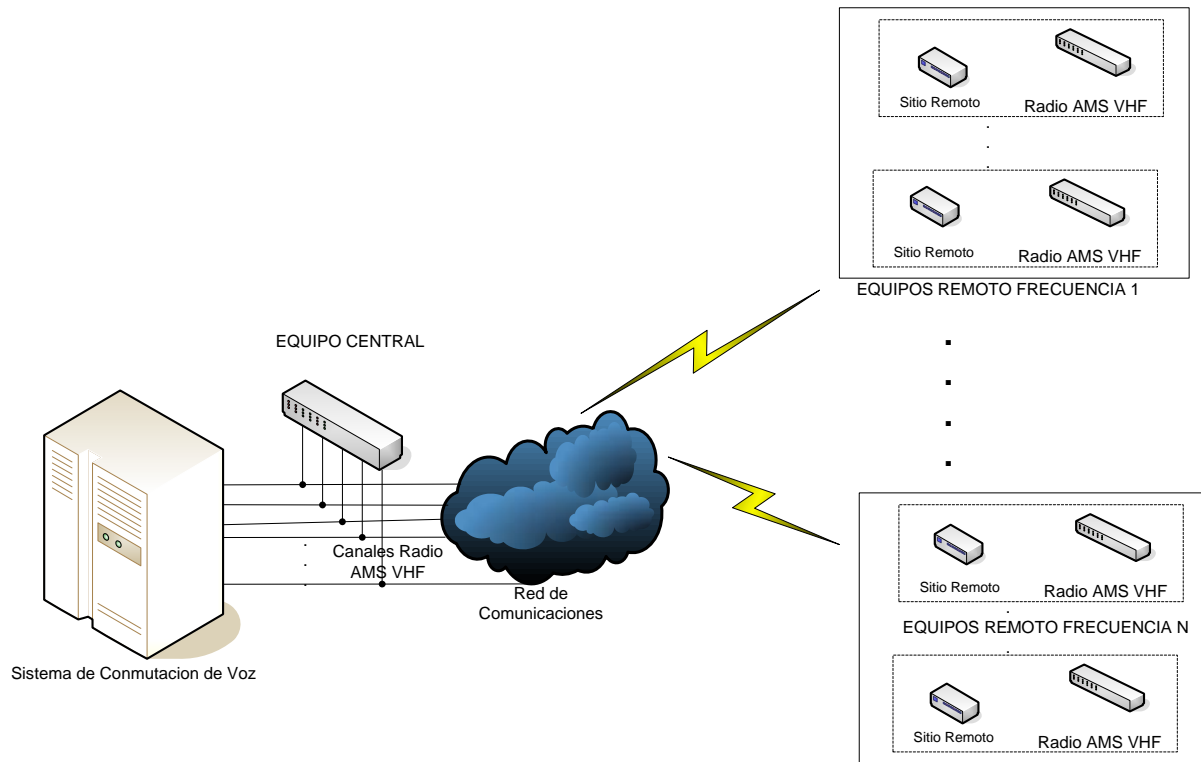 Sitio Remoto
Radio AMS VHF
Sitio Remoto
Radio AMS VHF
EQUIPOS REMOTO FRECUENCIA 1
EQUIPO CENTRAL
Canales Radio
AMS VHF
Red de
Comunicaciones
Sistema de Conmutacion de Voz
Sitio Remoto
Radio AMS VHF
EQUIPOS REMOTO FRECUENCIA N
Sitio Remoto
Radio AMS VHF